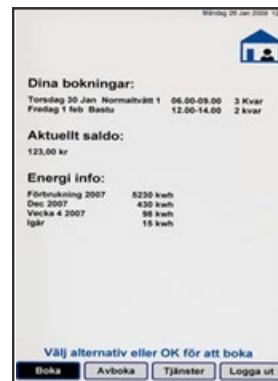 Måndag 26 Jan 2008 12
Dina bokningar:
Torsdag 30 Jan Normaltvätt 1 06.00-09.00 3 Kvar
Fredag 1 feb Bastu 12.00-14.00 2 kvar
Aktuellt saldo:
123,00 kr
Energi info:
Förbrukning 2007 5230 kwh
Dec 2007 430 kwh
Vecka 4 2007 98 kwh
Igår 15 kwh
Välj alternativ eller OK för att boka
Boka Avboka Tjänster Logga ut